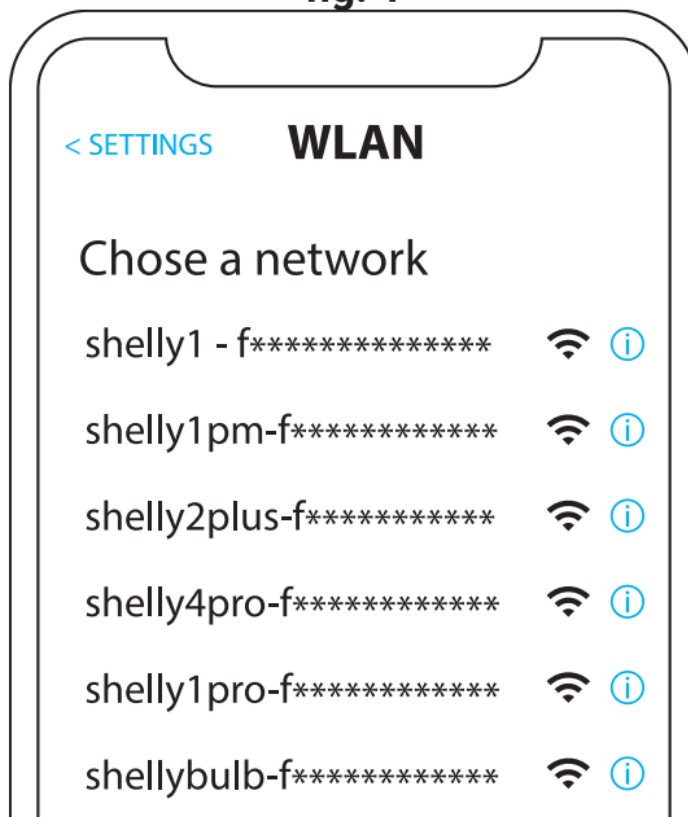 < SETTINGS WLAN
Chose a network
shelly1 - f**************
shelly1pm-f************
shelly2plus-f***********
shelly4pro-f************
shelly1pro-f************
shellybulb-f************